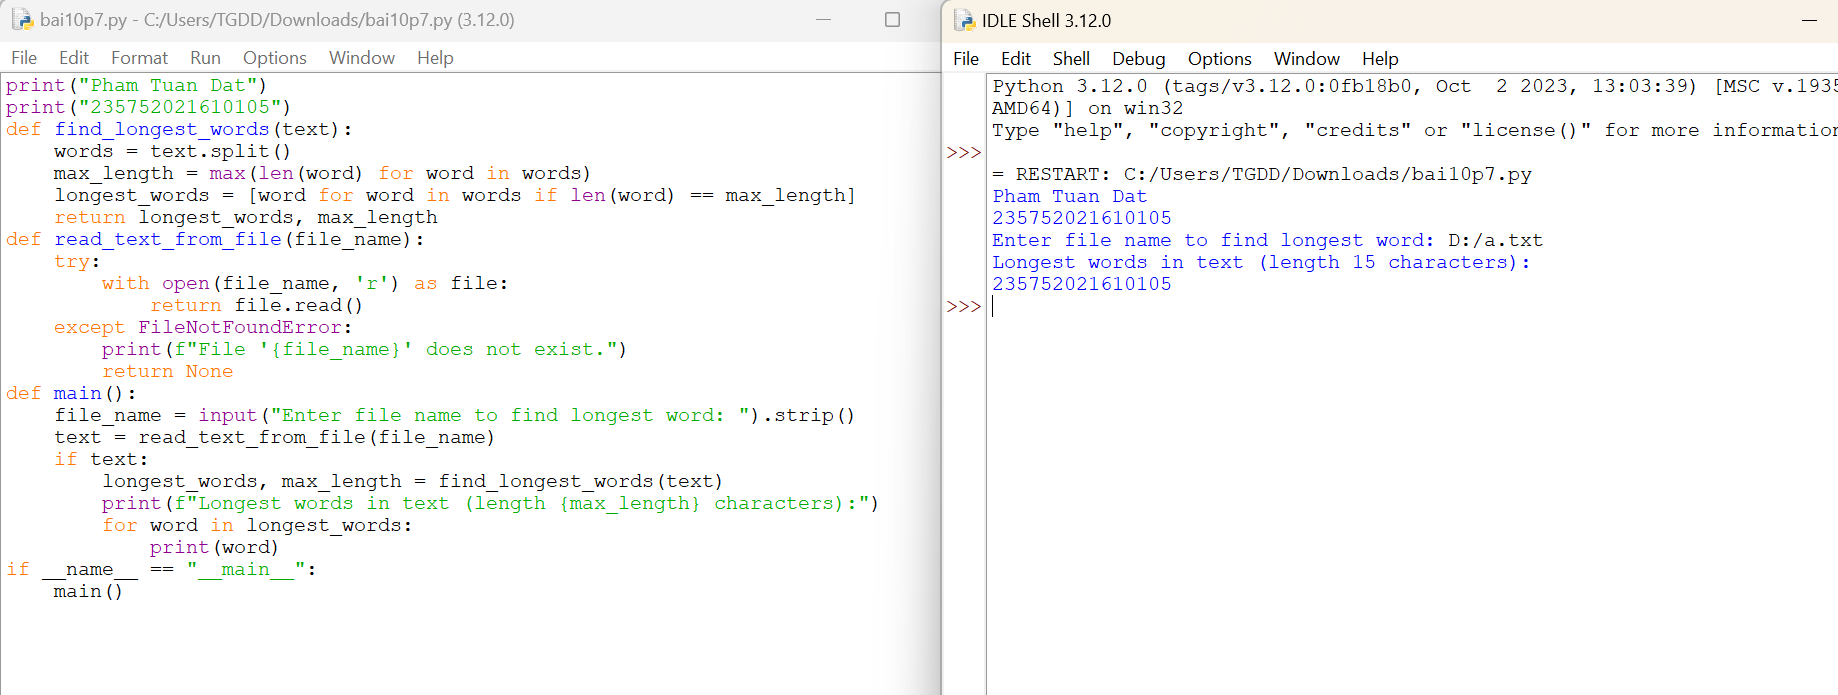 bai10p7.py - C:/Users/TGDD/Downloads/bai10p7.py (3.12.0)
File Edit Format Run Options Window Help
print("Pham Tuan Dat")
print("235752021610105")
def find_longest_words(text):
    words = text.split()
    max_length = max(len(word) for word in words)
    longest_words = [word for word in words if len(word) == max_length]
    return longest_words, max_length
def read_text_from_file(file_name):
    try:
        with open(file_name, 'r') as file:
            return file.read()
    except FileNotFoundError:
        print(f"File '{file_name}' does not exist.")
        return None
def main():
    file_name = input("Enter file name to find longest word: ").strip()
    text = read_text_from_file(file_name)
    if text:
        longest_words, max_length = find_longest_words(text)
        print(f"Longest words in text (length {max_length} characters):")
        for word in longest_words:
            print(word)
if __name__ == "__main__":
    main()
IDLE Shell 3.12.0
File Edit Shell Debug Options Window Help
Python 3.12.0 (tags/v3.12.0:0fb18b0, Oct  2 2023, 13:03:39) [MSC v.1935
AMD64)] on win32
Type "help", "copyright", "credits" or "license()" for more information
>>>
= RESTART: C:/Users/TGDD/Downloads/bai10p7.py
Pham Tuan Dat
235752021610105
Enter file name to find longest word: D:/a.txt
Longest words in text (length 15 characters):
235752021610105
>>>